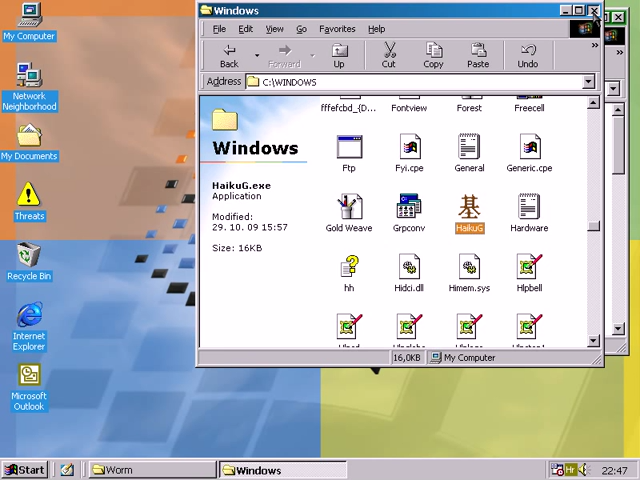 My Computer
Network
Neighborhood
My Documents
Threats
Recycle Bin
Internet
Explorer
Microsoft
Outlook
Windows
File Edit View Go Favorites Help
Back Forward Up Cut Copy Paste Undo
Address C:\WINDOWS
Windows
HaikuG.exe
Application
Modified:
29. 10. 09 15:57
Size: 16KB
fffefcbd_{D... Fontview Forest Freecell
Ftp Fyi.cpe General Generic.cpe
Gold Weave Grpconv HaikuG Hardware
基
hh Hidci.dll Himem.sys Hlpbell
16,0KB My Computer
Start Worm Windows Hr 22:47